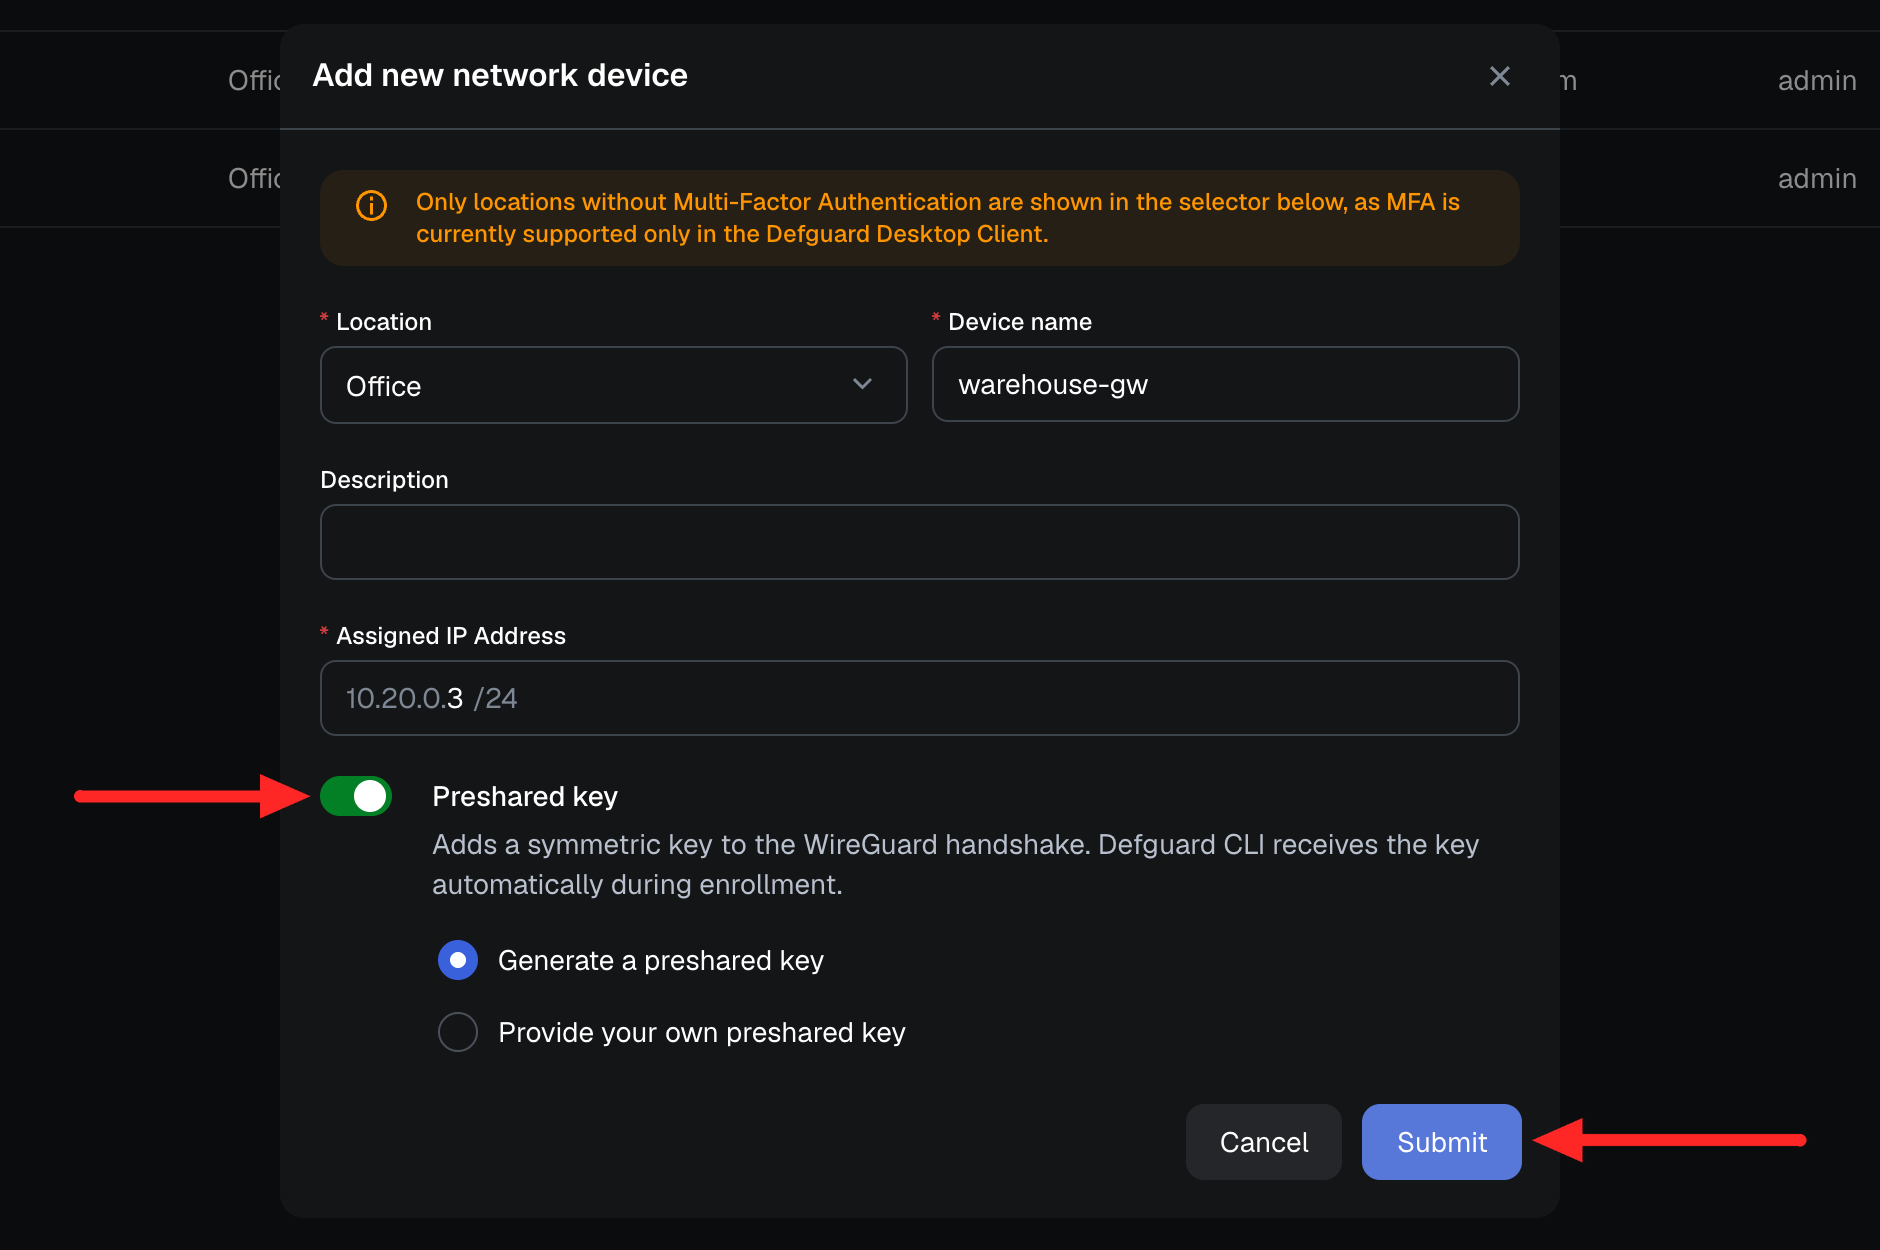 Add new network device
admin
Only locations without Multi-Factor Authentication are shown in the selector below, as MFA is
currently supported only in the Defguard Desktop Client.
admin
* Location
* Device name
Office
warehouse-gw
Description
* Assigned IP Address
10.20.0.3 /24
Preshared key
Adds a symmetric key to the WireGuard handshake. Defguard CLI receives the key
automatically during enrollment.
Generate a preshared key
Provide your own preshared key
Cancel
Submit